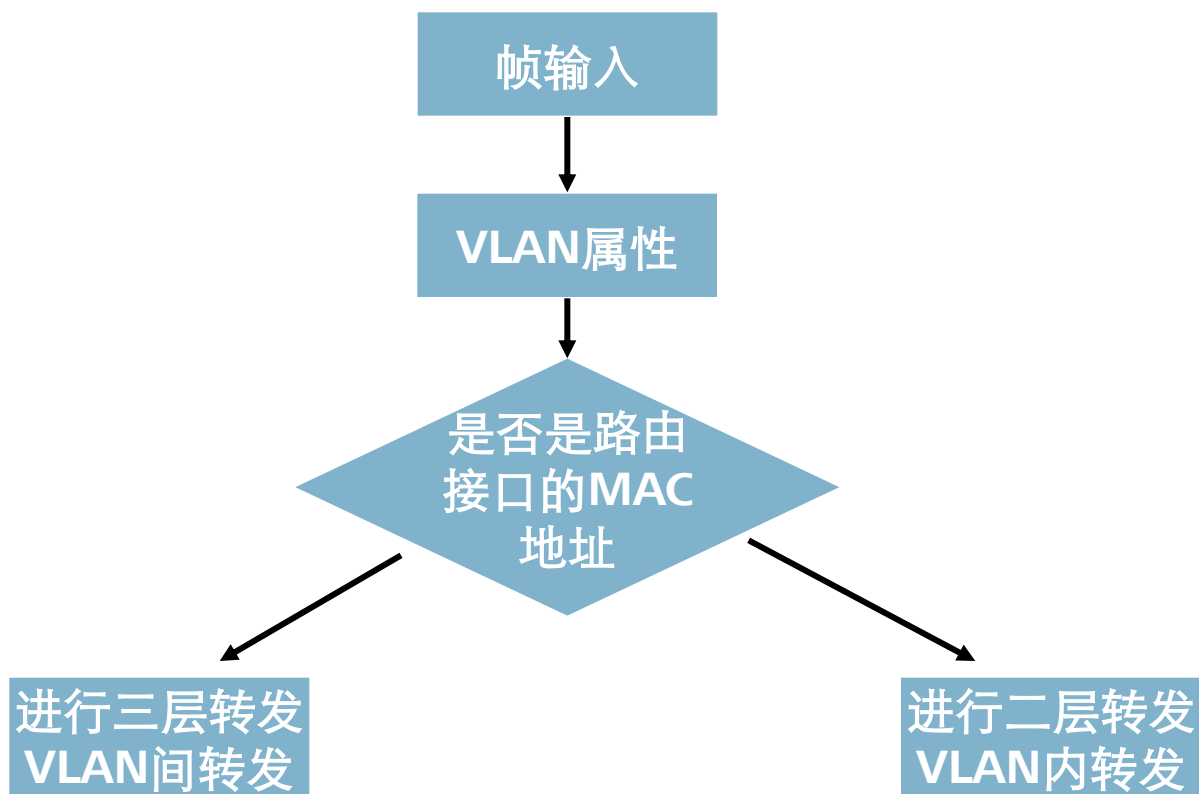 帧输入
VLAN属性
是否是路由
接口的MAC
地址
进行三层转发
VLAN间转发
进行二层转发
VLAN内转发